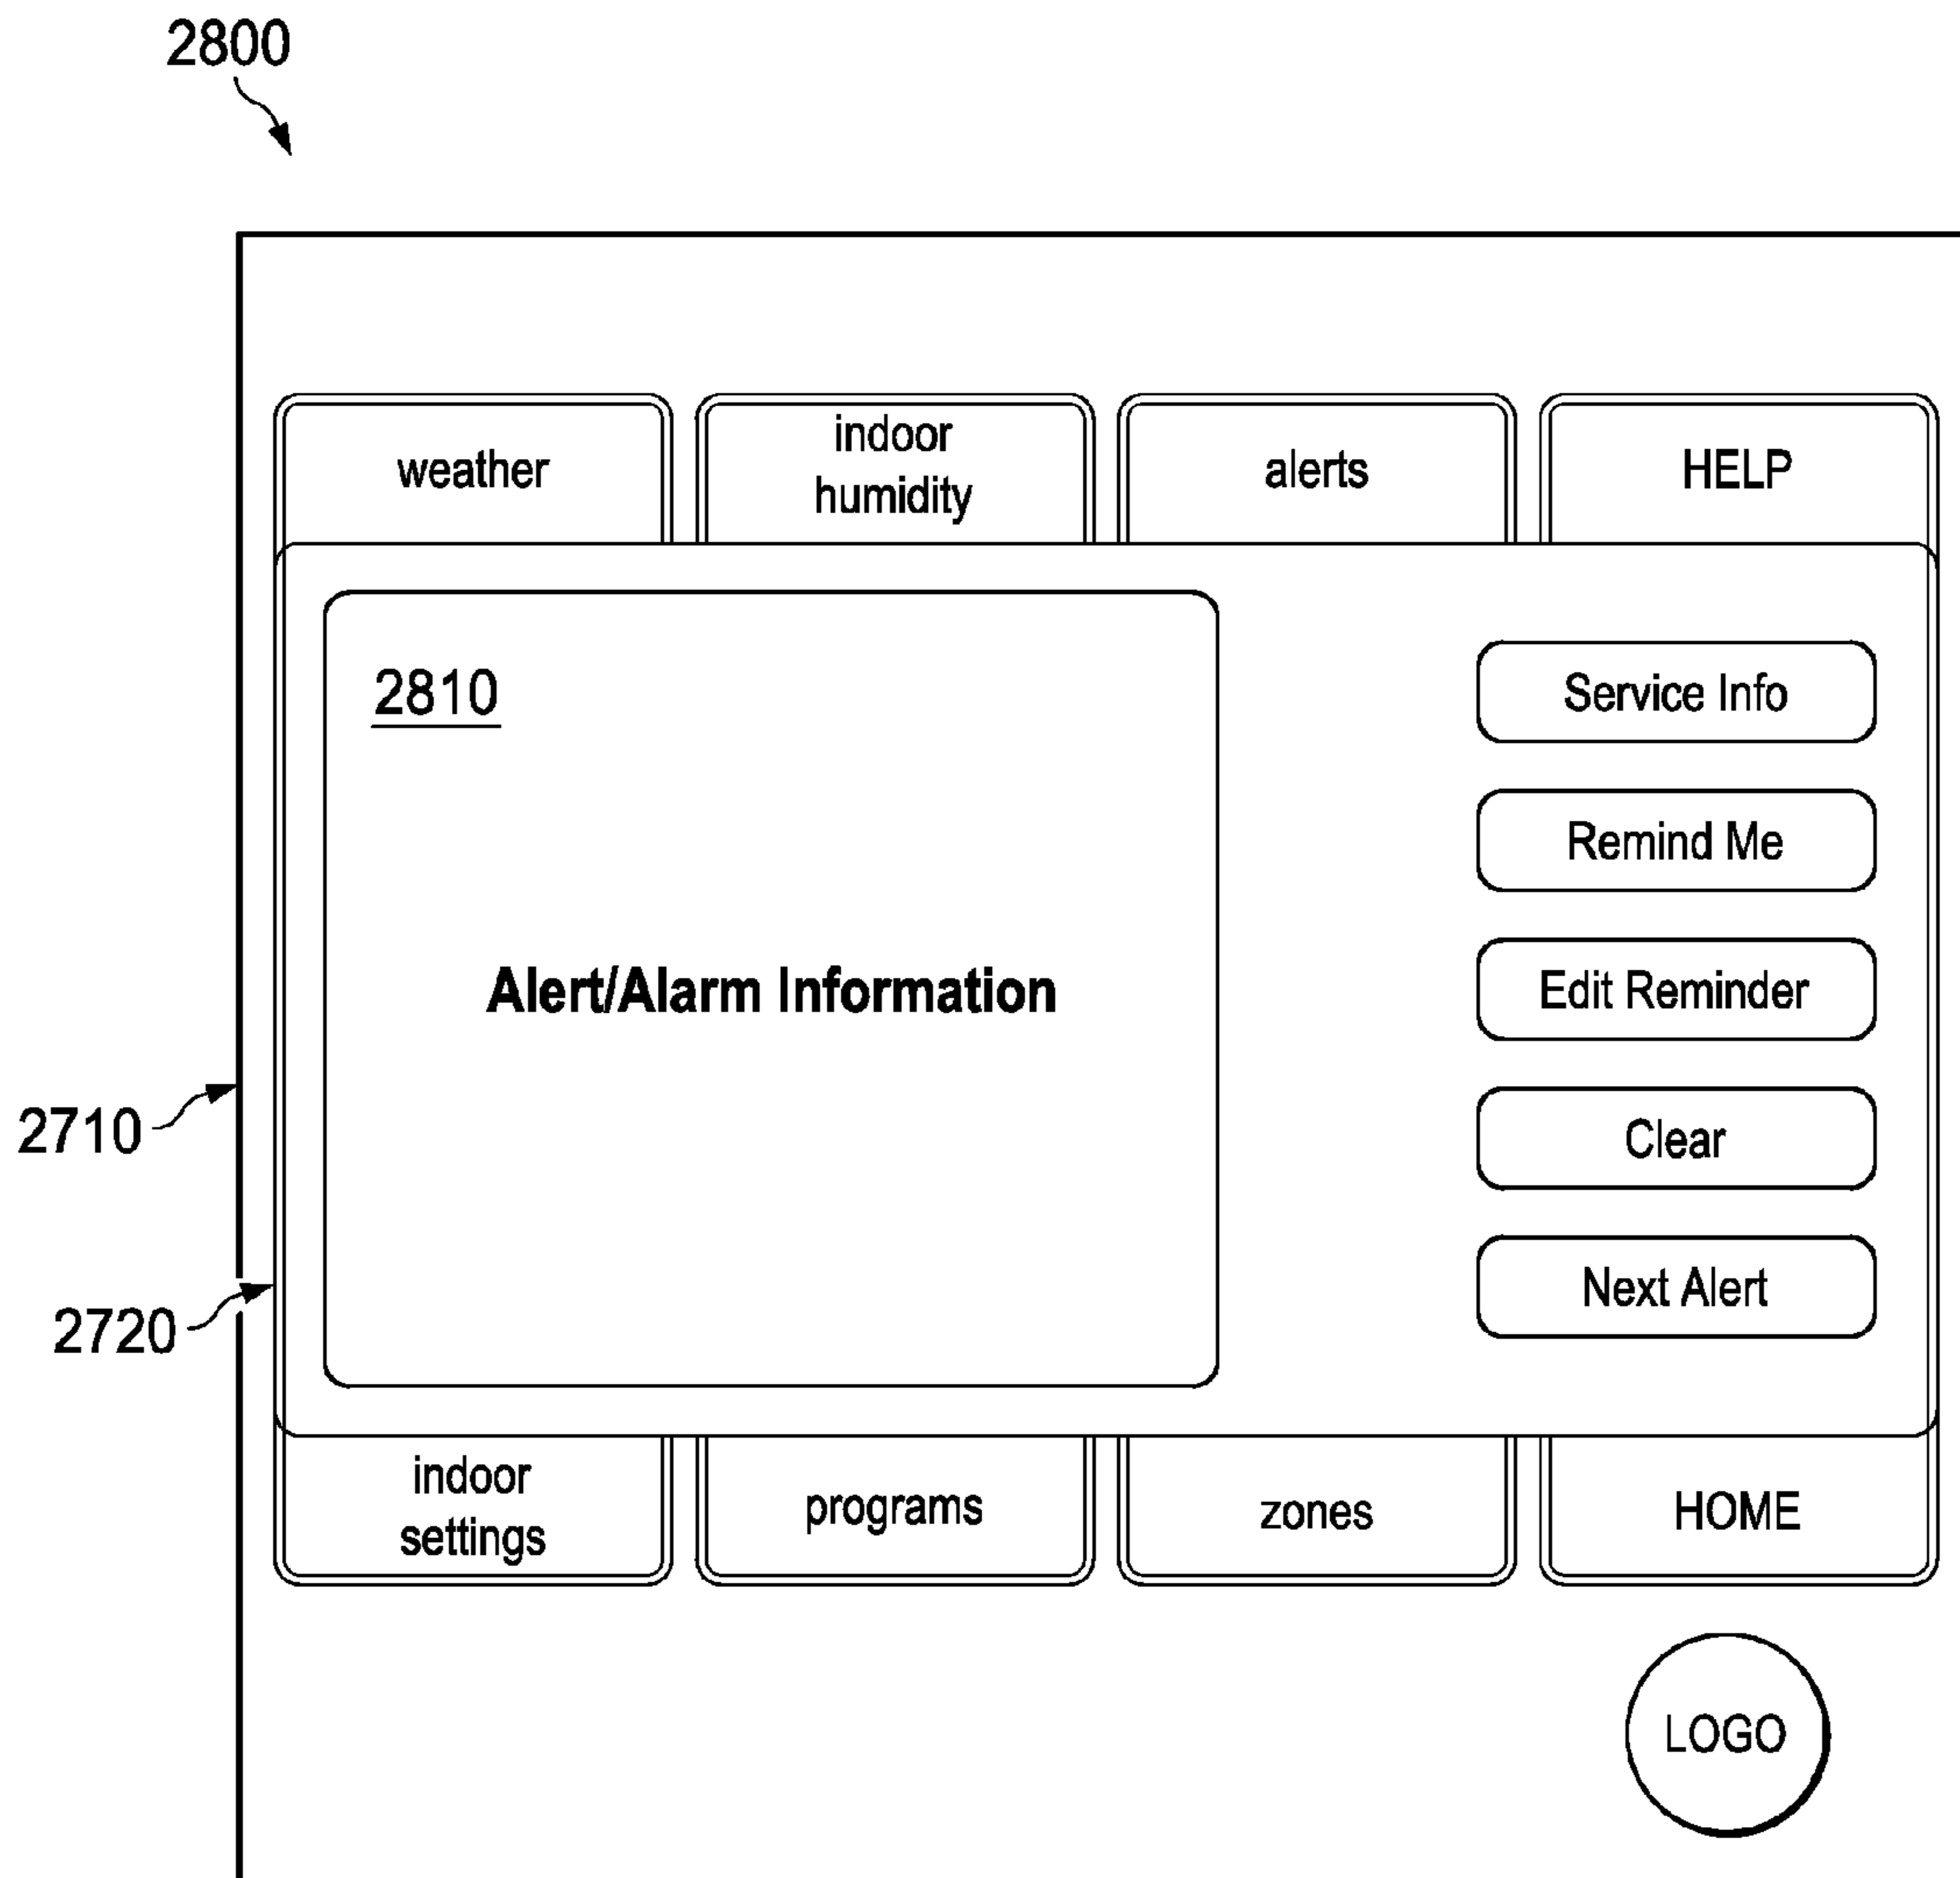 2800
weather
indoor
humidity
alerts
HELP
2810
Alert/Alarm Information
Service Info
Remind Me
Edit Reminder
Clear
Next Alert
2710
2720
indoor
settings
programs
zones
HOME
LOGO